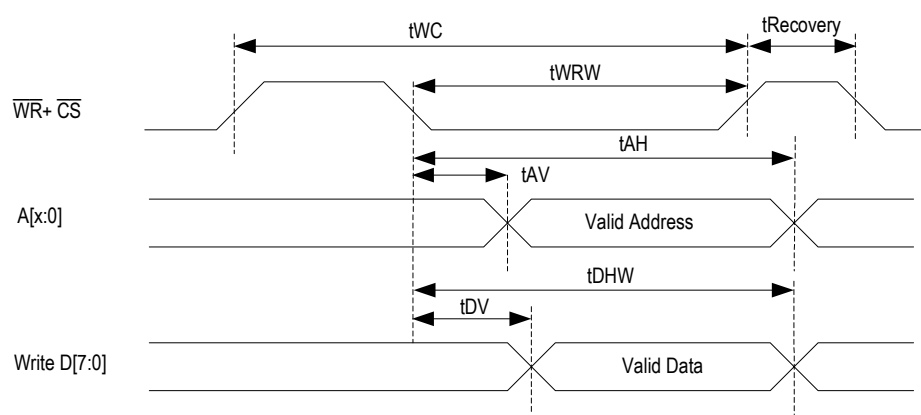 tWC
tRecovery
tWRW
WR+ CS
tAH
tAV
A[x:0]
Valid Address
tDHW
tDV
Write D[7:0]
Valid Data